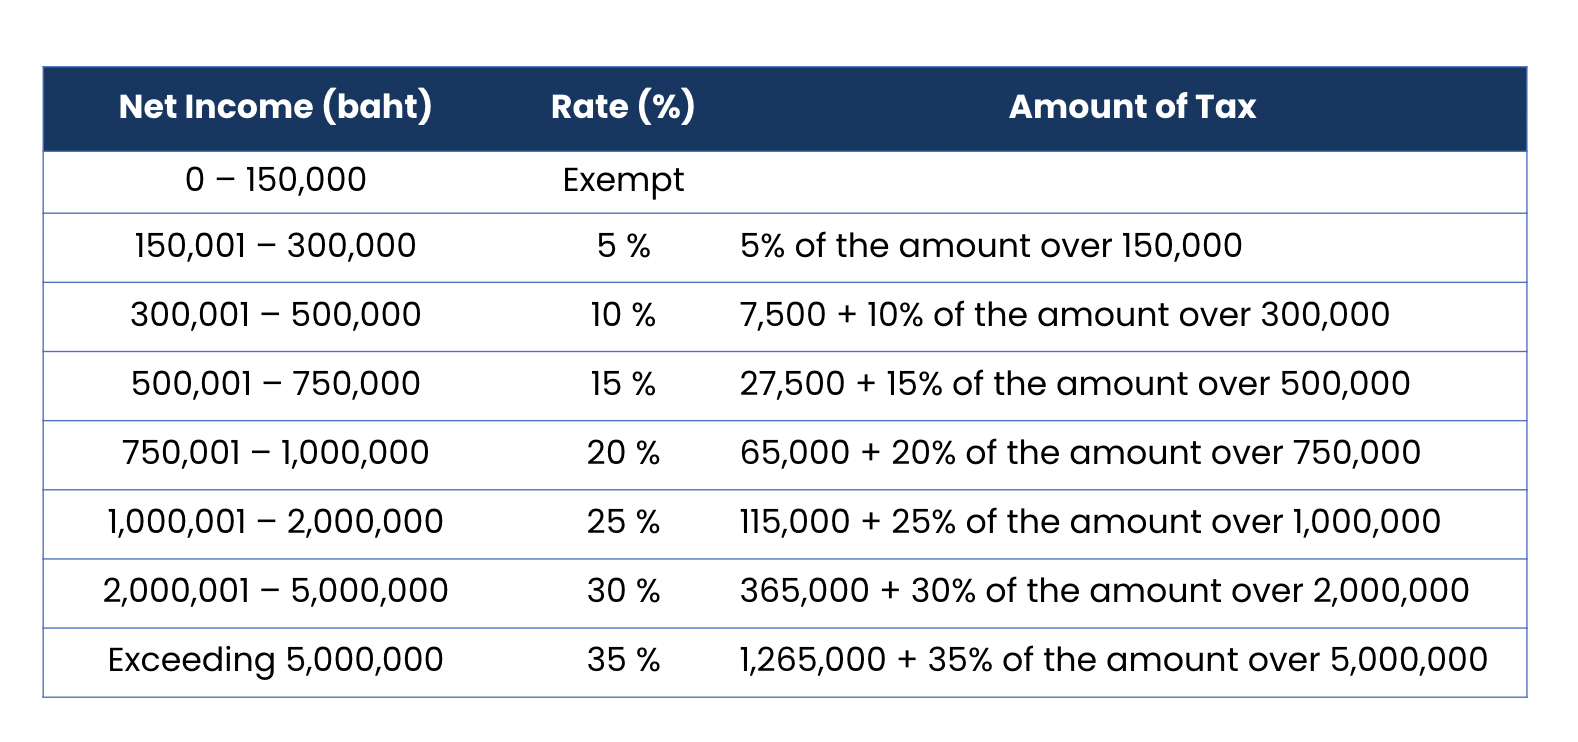 Net Income (baht) Rate (%) Amount of Tax
0 – 150,000 Exempt
150,001 – 300,000 5 % 5% of the amount over 150,000
300,001 – 500,000 10 % 7,500 + 10% of the amount over 300,000
500,001 – 750,000 15 % 27,500 + 15% of the amount over 500,000
750,001 – 1,000,000 20 % 65,000 + 20% of the amount over 750,000
1,000,001 – 2,000,000 25 % 115,000 + 25% of the amount over 1,000,000
2,000,001 – 5,000,000 30 % 365,000 + 30% of the amount over 2,000,000
Exceeding 5,000,000 35 % 1,265,000 + 35% of the amount over 5,000,000